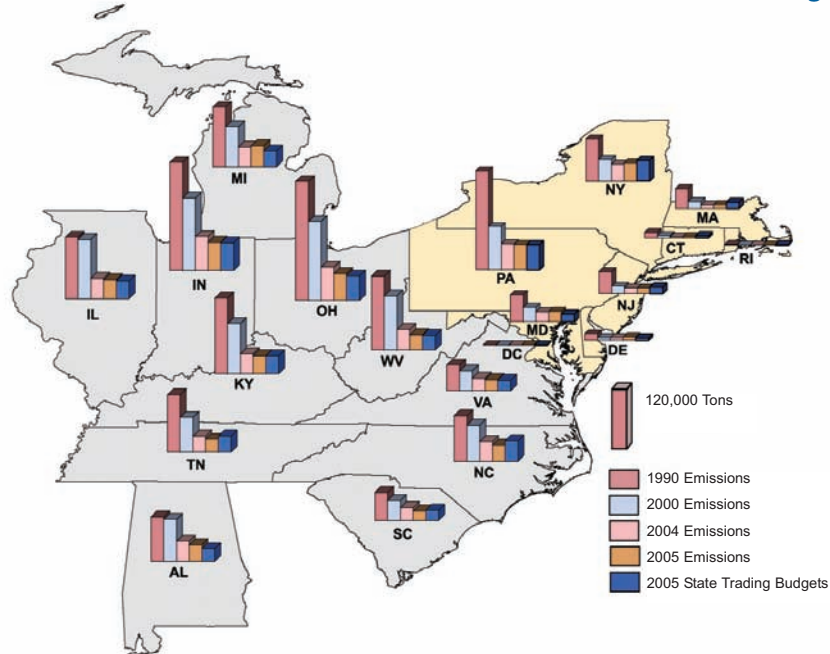 MI
NY
MA
CT
RI
IN
OH
PA
NJ
IL
MD
WV
DC
DE
KY
VA
120,000 Tons
TN
NC
1990 Emissions
2000 Emissions
SC
2004 Emissions
2005 Emissions
AL
2005 State Trading Budgets